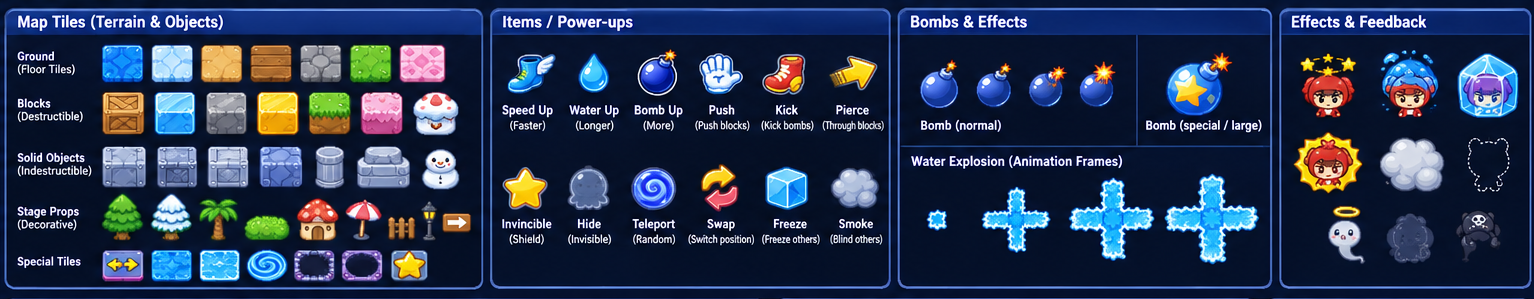 Map Tiles (Terrain & Objects)
Ground
(Floor Tiles)
Blocks
(Destructible)
Solid Objects
(Indestructible)
Stage Props
(Decorative)
Special Tiles
Items / Power-ups
Speed Up
(Faster)
Water Up
(Longer)
Bomb Up
(More)
Push
(Push blocks)
Kick
(Kick bombs)
Pierce
(Through blocks)
Invincible
(Shield)
Hide
(Invisible)
Teleport
(Random)
Swap
(Switch position)
Freeze
(Freeze others)
Smoke
(Blind others)
Bombs & Effects
Bomb (normal)
Bomb (special / large)
Water Explosion (Animation Frames)
Effects & Feedback